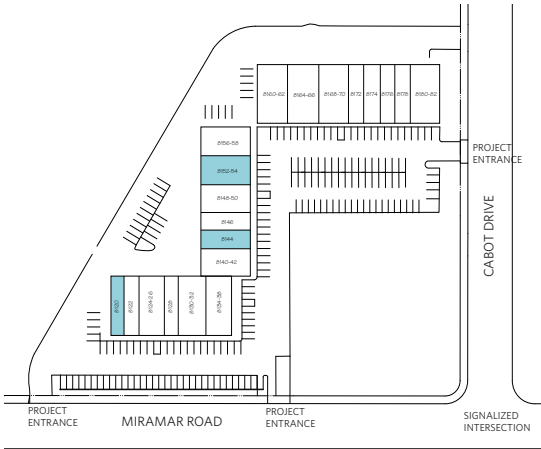 8160-62
8164-66
8168-70
8172
8174
8176
8178
8180-82
8156-58
8152-54
8148-50
8146
8144
8140-42
8120
8122
8124-26
8128
8130-32
8134-38
PROJECT
ENTRANCE
CABOT DRIVE
PROJECT
ENTRANCE
MIRAMAR ROAD
PROJECT
ENTRANCE
SIGNALIZED
INTERSECTION